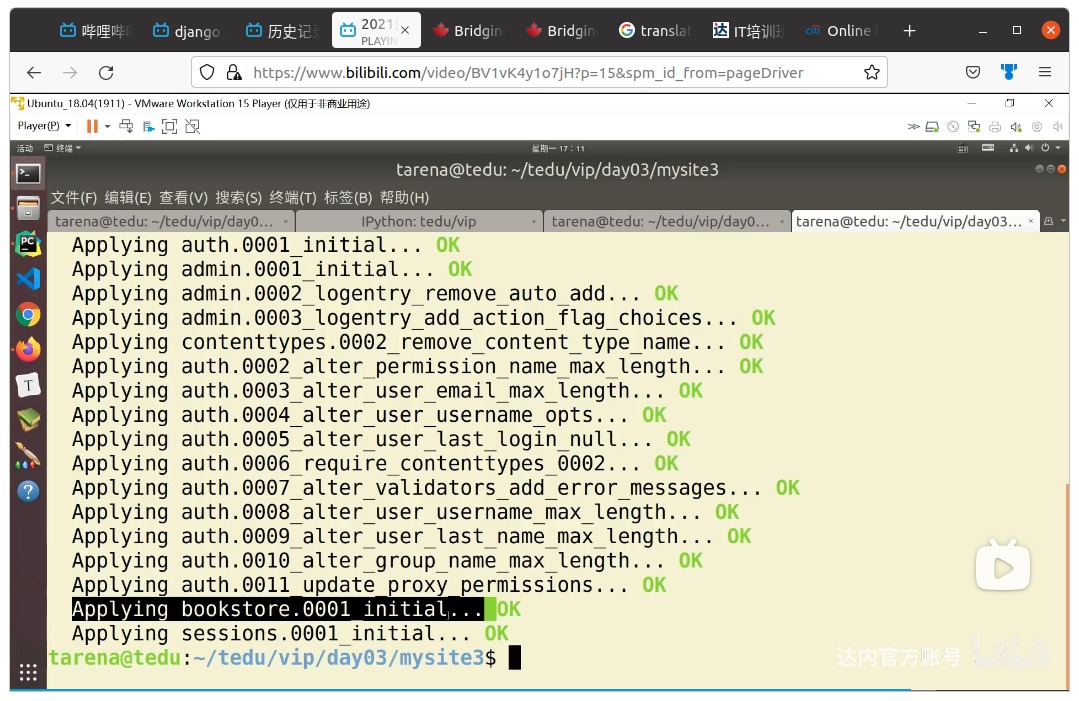 哔哩哔哩
django
历史记
2021
PLAYIN
Bridgin
Bridgin
translat
IT培训班
Online
https://www.bilibili.com/video/BV1vK4y1o7jH?p=15&spm_id_from=pageDriver
Ubuntu_18.04(1911) - VMware Workstation 15 Player (仅用于非商业用途)
Player(P)
活动 终端 星期一 17：11
tarena@tedu: ~/tedu/vip/day03/mysite3
文件(F) 编辑(E) 查看(V) 搜索(S) 终端(T) 标签(B) 帮助(H)
tarena@tedu: ~/tedu/vip/day0... IPython: tedu/vip tarena@tedu: ~/tedu/vip/day0... tarena@tedu: ~/tedu/vip/day03...
Applying auth.0001_initial... OK
Applying admin.0001_initial... OK
Applying admin.0002_logentry_remove_auto_add... OK
Applying admin.0003_logentry_add_action_flag_choices... OK
Applying contenttypes.0002_remove_content_type_name... OK
Applying auth.0002_alter_permission_name_max_length... OK
Applying auth.0003_alter_user_email_max_length... OK
Applying auth.0004_alter_user_username_opts... OK
Applying auth.0005_alter_user_last_login_null... OK
Applying auth.0006_require_contenttypes_0002... OK
Applying auth.0007_alter_validators_add_error_messages... OK
Applying auth.0008_alter_user_username_max_length... OK
Applying auth.0009_alter_user_last_name_max_length... OK
Applying auth.0010_alter_group_name_max_length... OK
Applying auth.0011_update_proxy_permissions... OK
Applying bookstore.0001_initial... OK
Applying sessions.0001_initial... OK
tarena@tedu:~/tedu/vip/day03/mysite3$
达内官方账号 bilibili